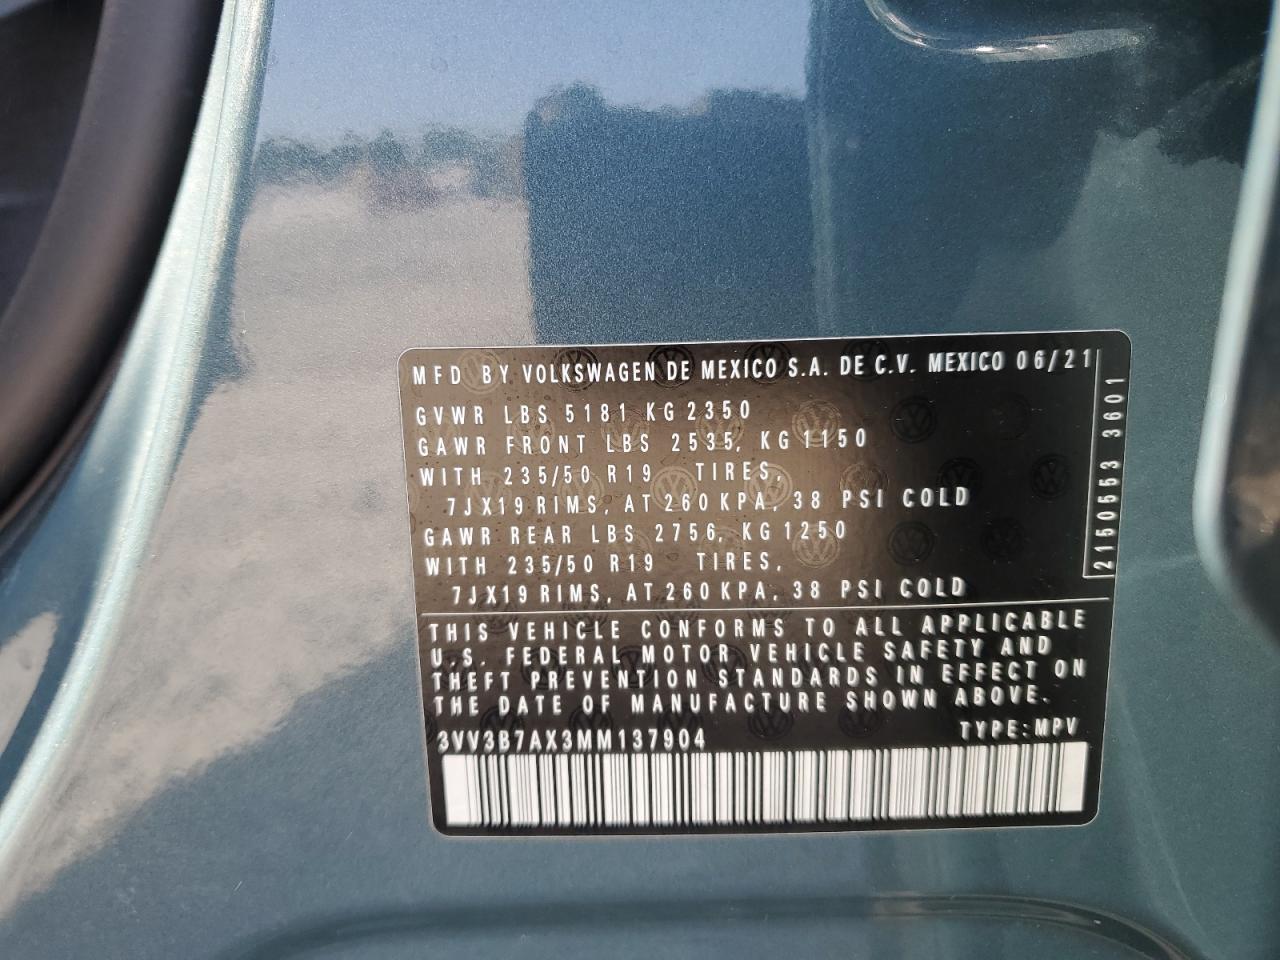 MFD BY VOLKSWAGEN DE MEXICO S.A. DE C.V. MEXICO 06/21
GVWR LBS 5181 KG 2350
GAWR FRONT LBS 2535, KG 1150
WITH 235/50 R19 TIRES,
7JX19 RIMS, AT 260 KPA, 38 PSI COLD
GAWR REAR LBS 2756, KG 1250
WITH 235/50 R19 TIRES,
7JX19 RIMS, AT 260 KPA, 38 PSI COLD
2150553 3601
THIS VEHICLE CONFORMS TO ALL APPLICABLE
U.S. FEDERAL MOTOR VEHICLE SAFETY AND
THEFT PREVENTION STANDARDS IN EFFECT ON
THE DATE OF MANUFACTURE SHOWN ABOVE.
3VV3B7AX3MM137904 TYPE: MPV